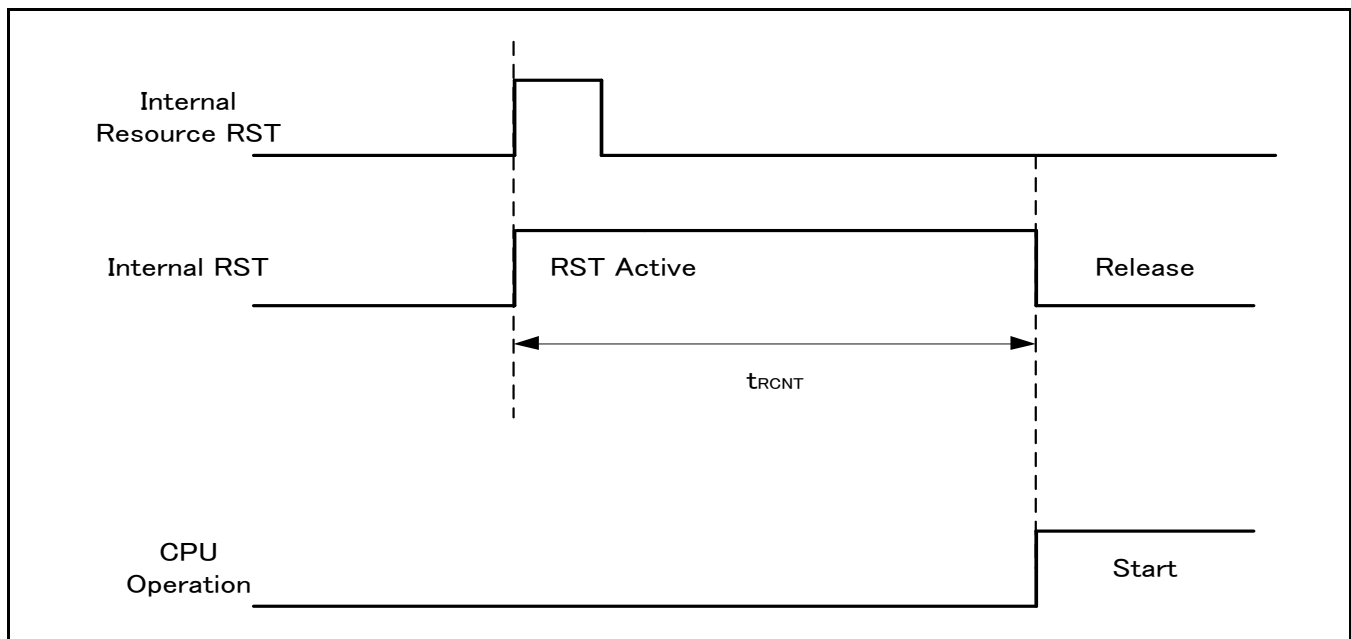 Internal
Resource RST
Internal RST
RST Active
Release
tRCNT
CPU
Operation
Start